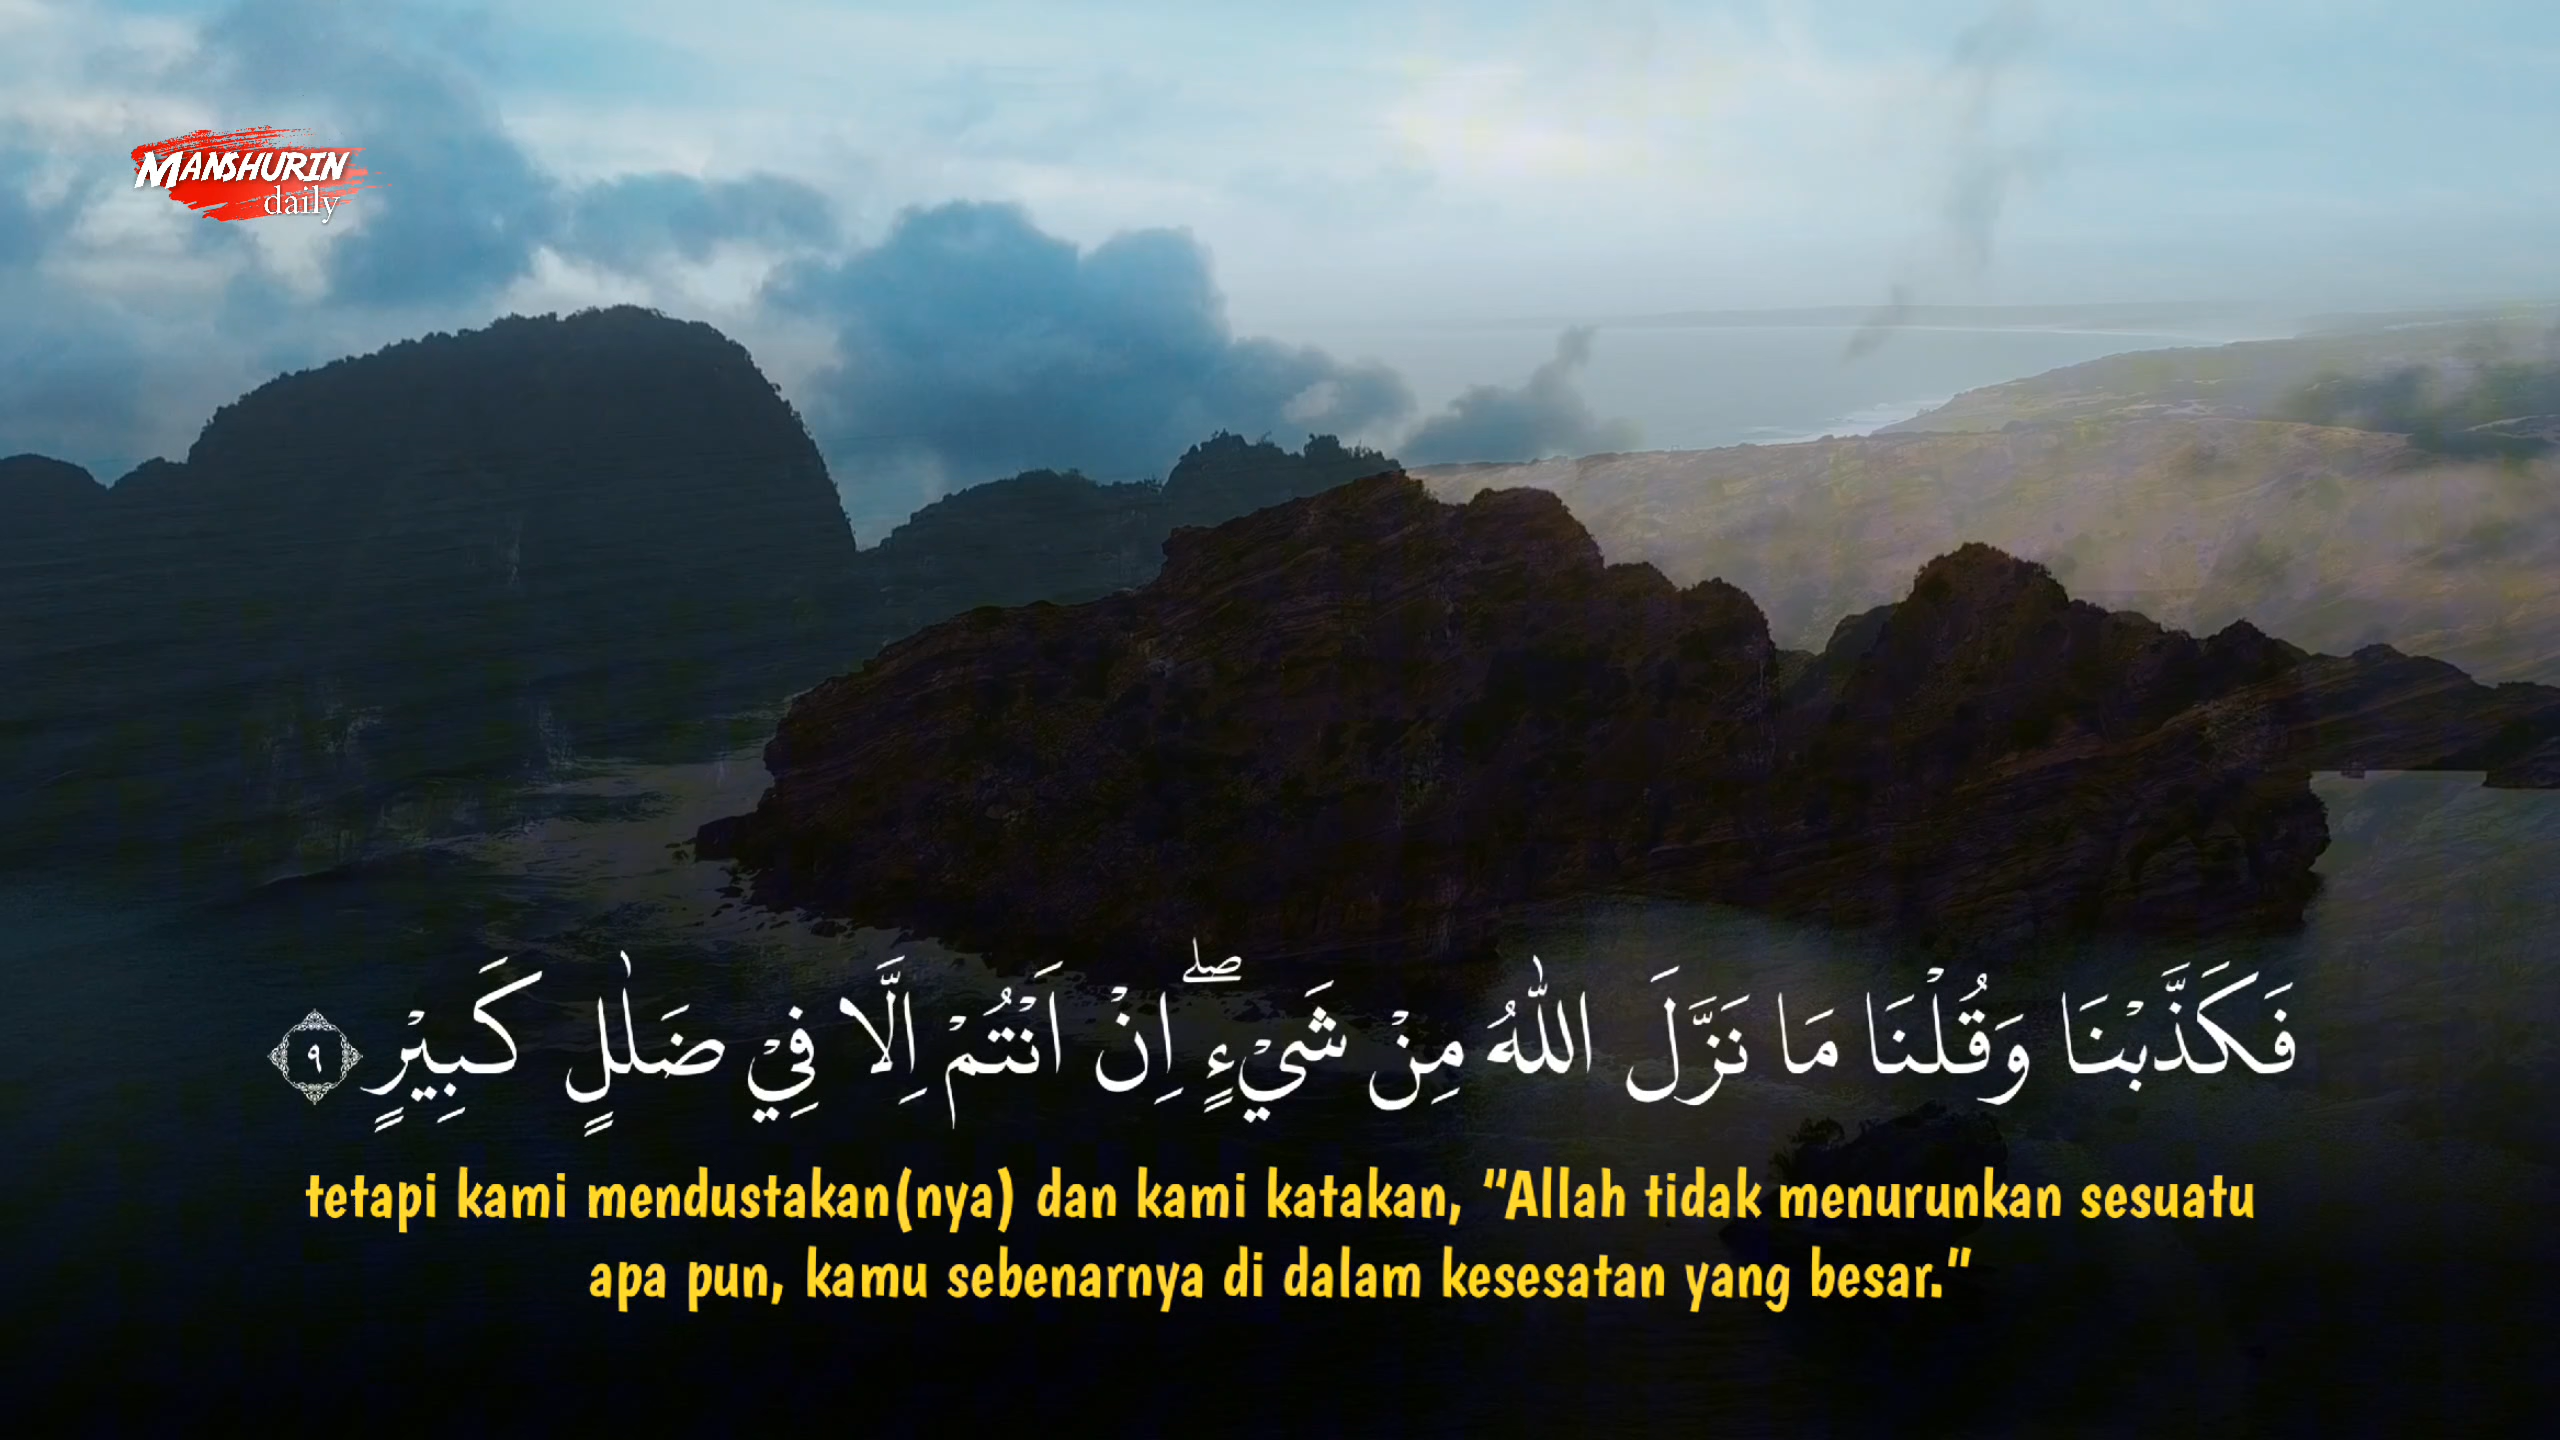 MANSHURIN
daily
فَكَذَّبْنَا وَقُلْنَا مَا نَزَّلَ اللّٰهُ مِنْ شَيْءٍۖ اِنْ اَنْتُمْ اِلَّا فِيْ ضَلٰلٍ كَبِيْرٍ ٩
tetapi kami mendustakan(nya) dan kami katakan, “Allah tidak menurunkan sesuatu
apa pun, kamu sebenarnya di dalam kesesatan yang besar.”